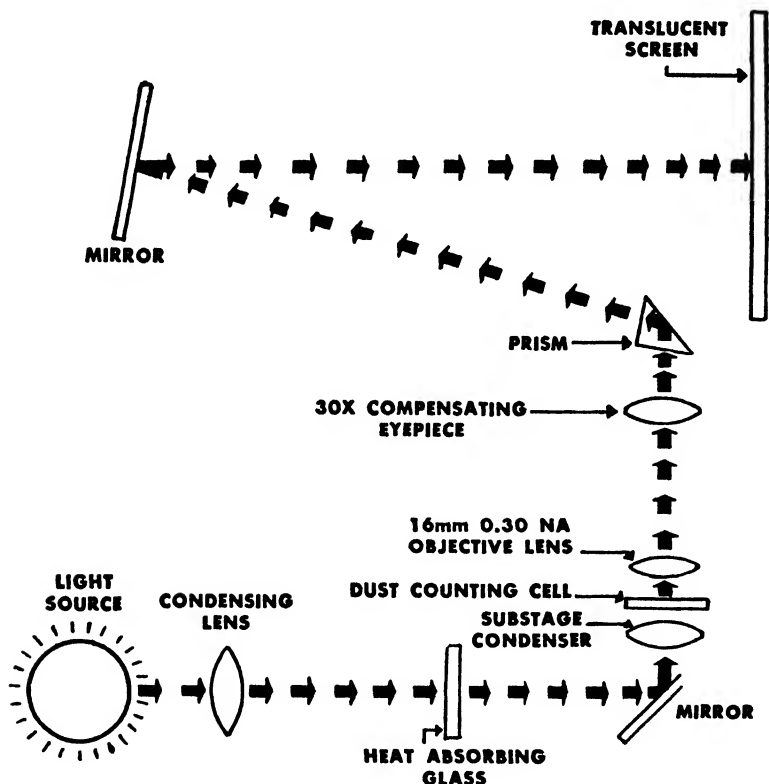 TRANSLUCENT
SCREEN
MIRROR
PRISM
30X COMPENSATING
EYEPIECE
16mm 0.30 NA
OBJECTIVE LENS
DUST COUNTING CELL
SUBSTAGE
CONDENSER
LIGHT
SOURCE
CONDENSING
LENS
MIRROR
HEAT ABSORBING
GLASS